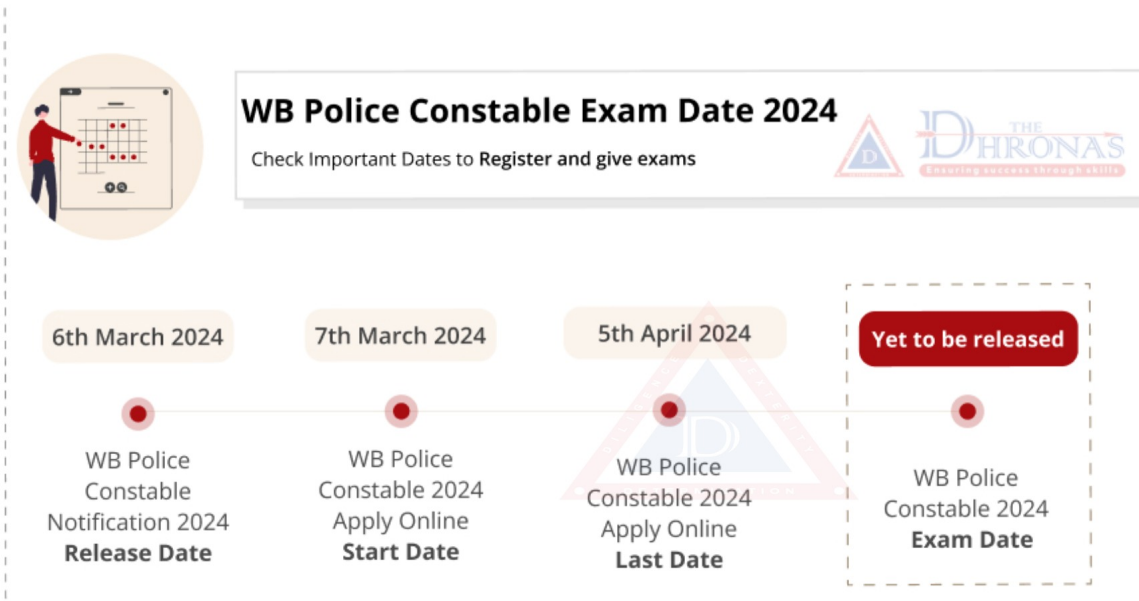 WB Police Constable Exam Date 2024
Check Important Dates to Register and give exams
D
THE
DHRONAS
Ensuring success through skills
6th March 2024
WB Police
Constable
Notification 2024
Release Date
7th March 2024
WB Police
Constable 2024
Apply Online
Start Date
5th April 2024
WB Police
Constable 2024
Apply Online
Last Date
Yet to be released
WB Police
Constable 2024
Exam Date
D